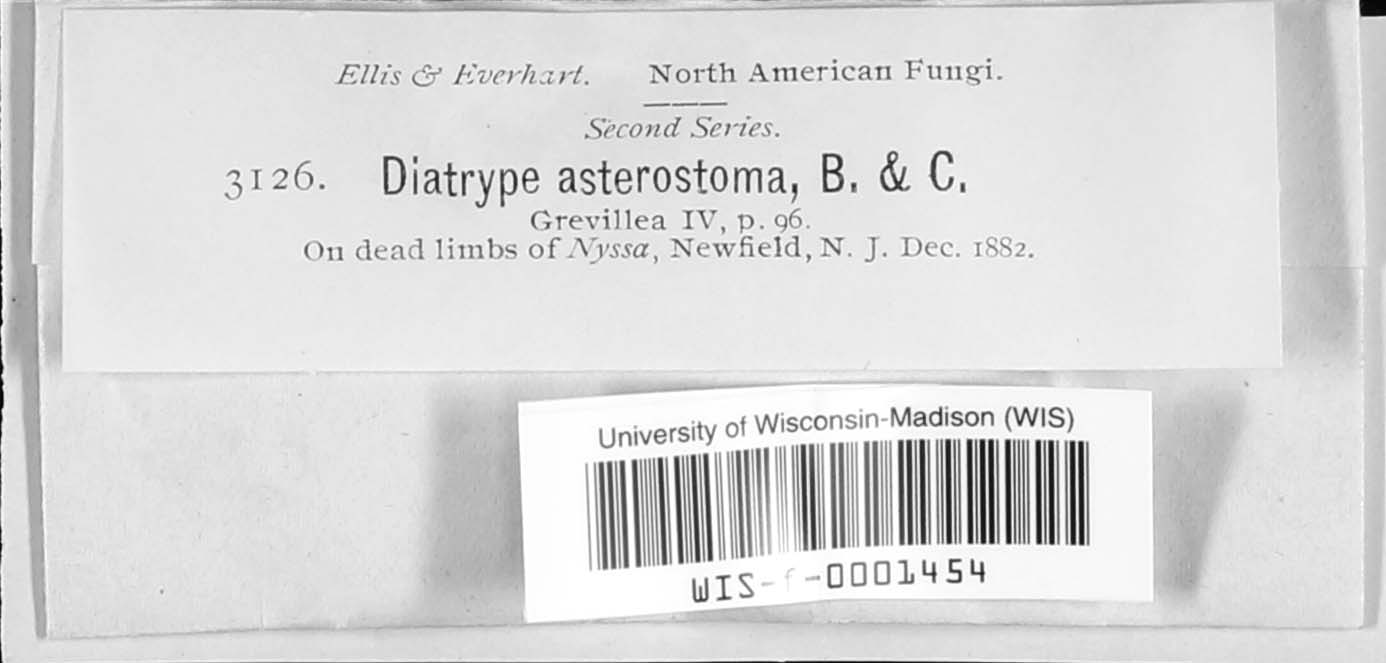 Ellis & Everhart. North American Fungi.
Second Series.
3126. Diatrype asterostoma, B. & C.
Grevillea IV, p. 96.
On dead limbs of Nyssa, Newfield, N. J. Dec. 1882.
University of Wisconsin-Madison (WIS)
WIS-f-0001454